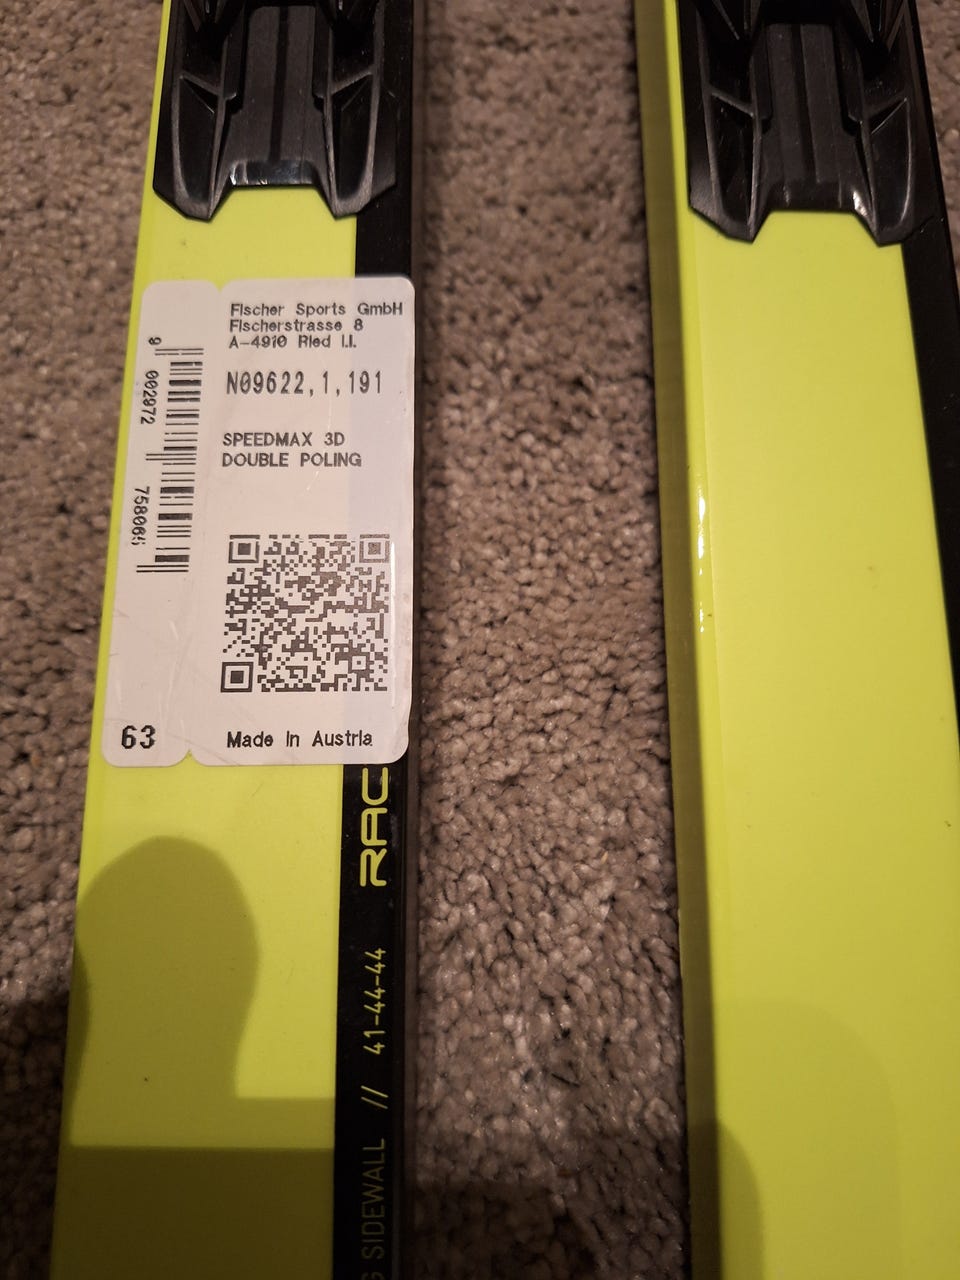 Fischer Sports GmbH
Fischerstrasse 8
A-4910 Ried i.I.
N09622,1,191
SPEEDMAX 3D
DOUBLE POLING
9 002972 758065
63
Made in Austria
RAC
41-44-44
//
G SIDEWALL